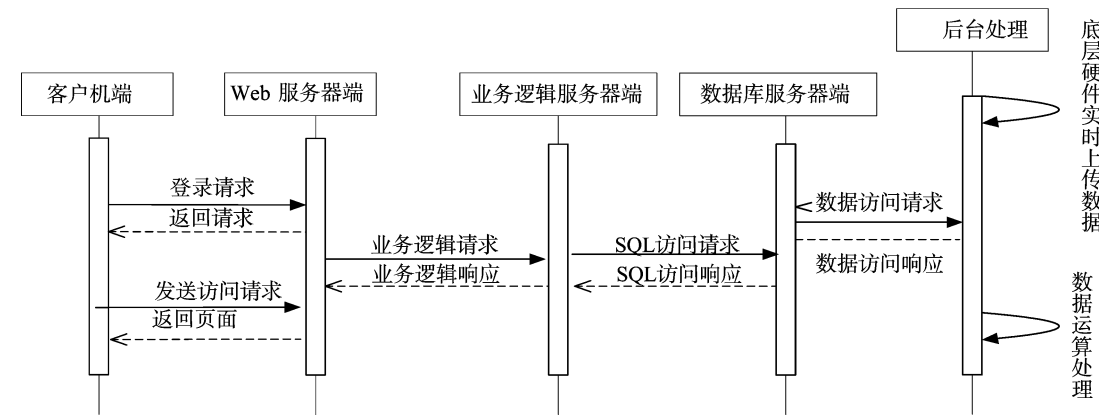 后台处理
客户机端
Web 服务器端
业务逻辑服务器端
数据库服务器端
底层硬件实时上传数据
登录请求
返回请求
数据访问请求
业务逻辑请求
SQL访问请求
业务逻辑响应
SQL访问响应
数据访问响应
发送访问请求
返回页面
数据运算处理